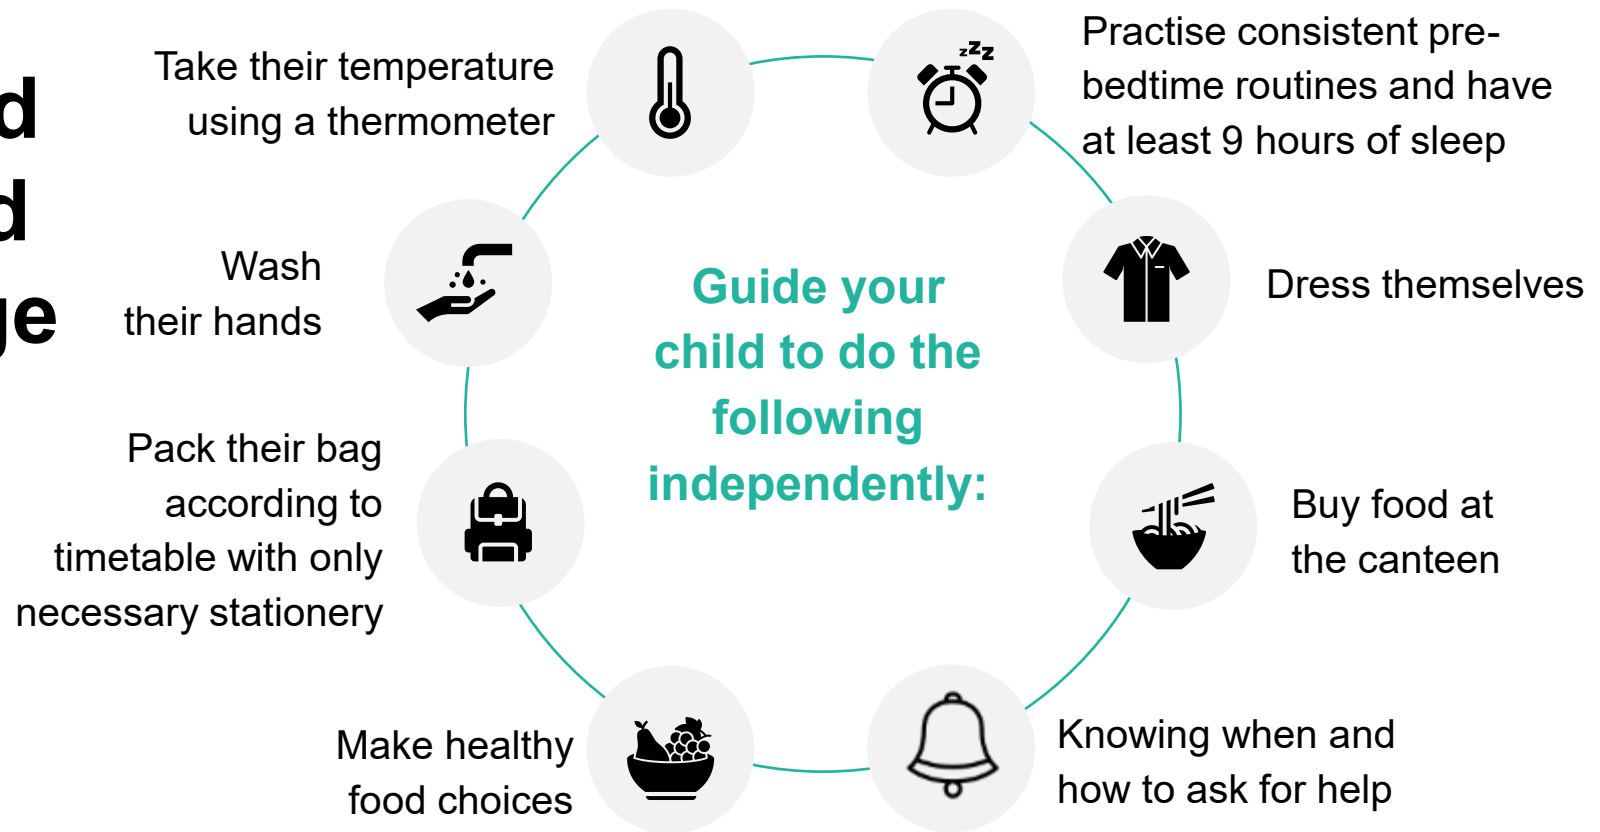 Guide your
child to do the
following
independently:
Take their temperature
using a thermometer
zzz
Practise consistent pre-
bedtime routines and have
at least 9 hours of sleep
Wash
their hands
Dress themselves
Pack their bag
according to
timetable with only
necessary stationery
Buy food at
the canteen
Make healthy
food choices
Knowing when and
how to ask for help